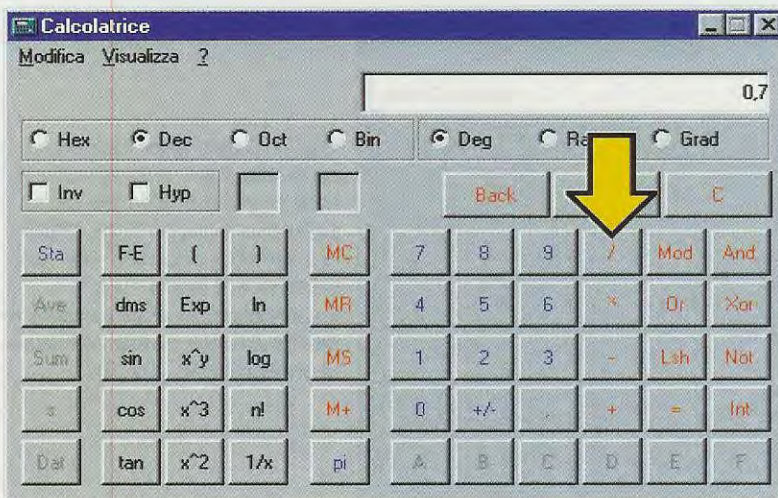 Calcolatrice
Modifica Visualizza ?
0,7
Hex Dec Oct Bin Deg Grad
Inv Hyp Back C
Sta F-E ( ) MC 7 8 9 / Mod And
Ave dms Exp ln MR 4 5 6 * Or Xor
Sum sin x^y log MS 1 2 3 - Lsh Not
s cos x^3 n! M+ 0 +/- , + = Int
Dat tan x^2 1/x pi A B C D E F